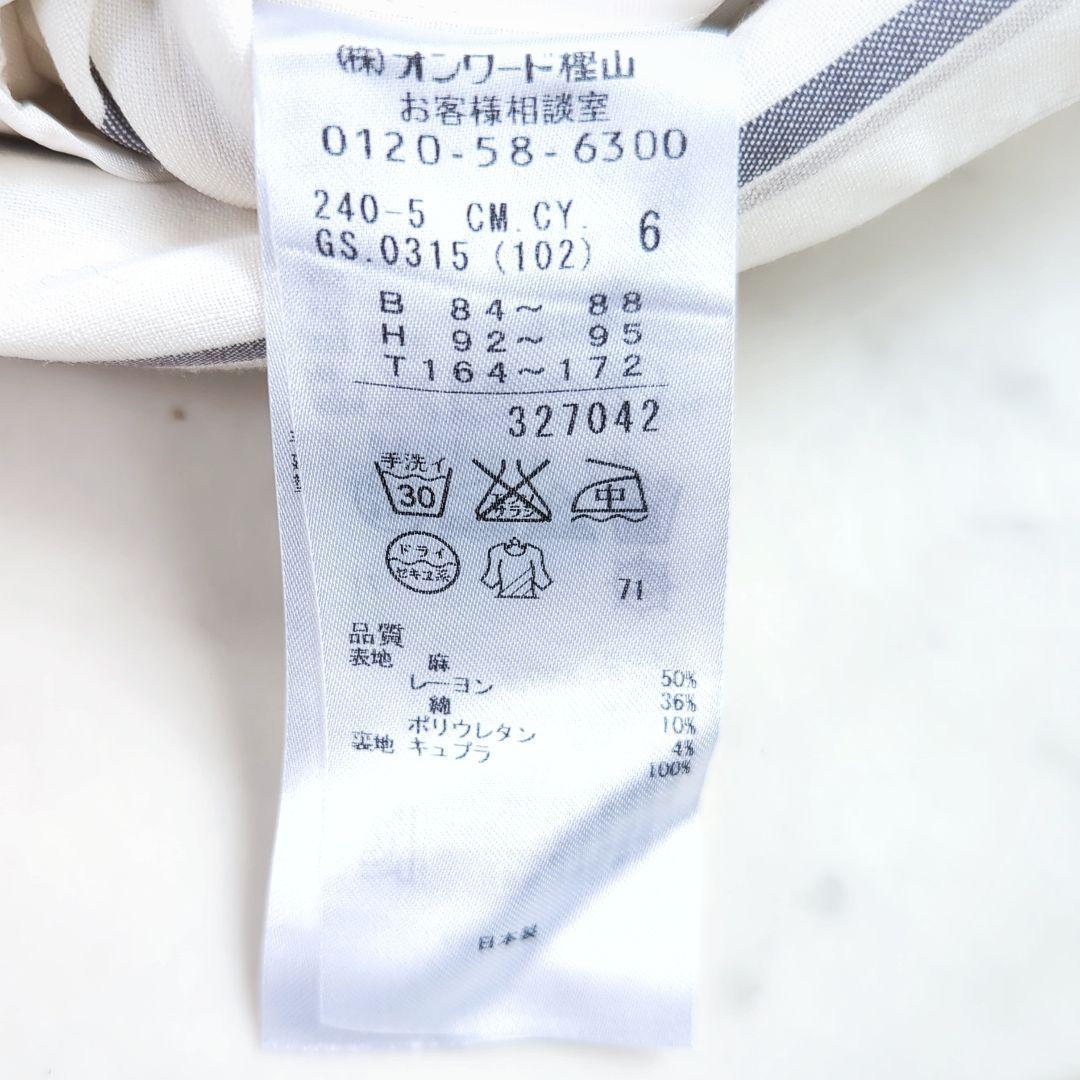 (株)オンワード樫山
お客様相談室
0120-58-6300
240-5 CM.CY. 6
GS.0315 (102)
B 84~ 88
H 92~ 95
T164~172
327042
手洗イ
30
中
ドライ
セキユ系
71
品質
表地 麻 50%
レーヨン 36%
綿 10%
ポリウレタン 4%
裏地 キュプラ 100%
日本製